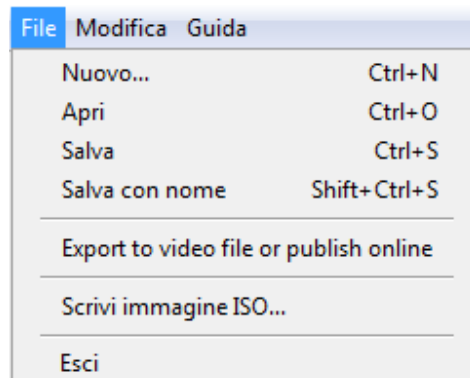 File Modifica Guida
Nuovo... Ctrl+N
Apri Ctrl+O
Salva Ctrl+S
Salva con nome Shift+Ctrl+S
Export to video file or publish online
Scrivi immagine ISO...
Esci